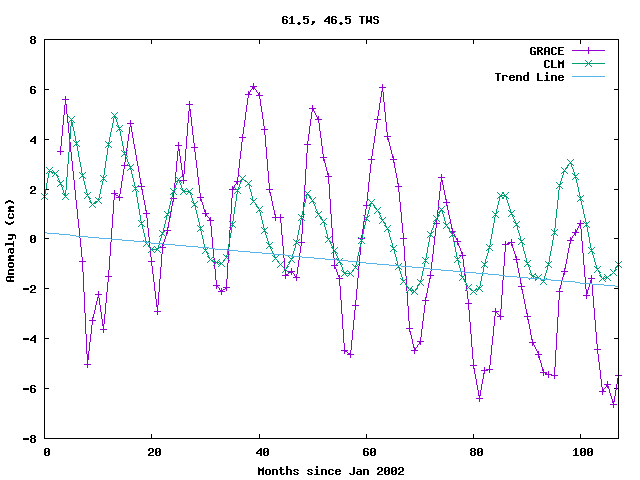 61.5, 46.5 TWS
GRACE
CLM
Trend Line
8
6
4
2
0
-2
-4
-6
-8
Anomaly (cm)
0 20 40 60 80 100
Months since Jan 2002